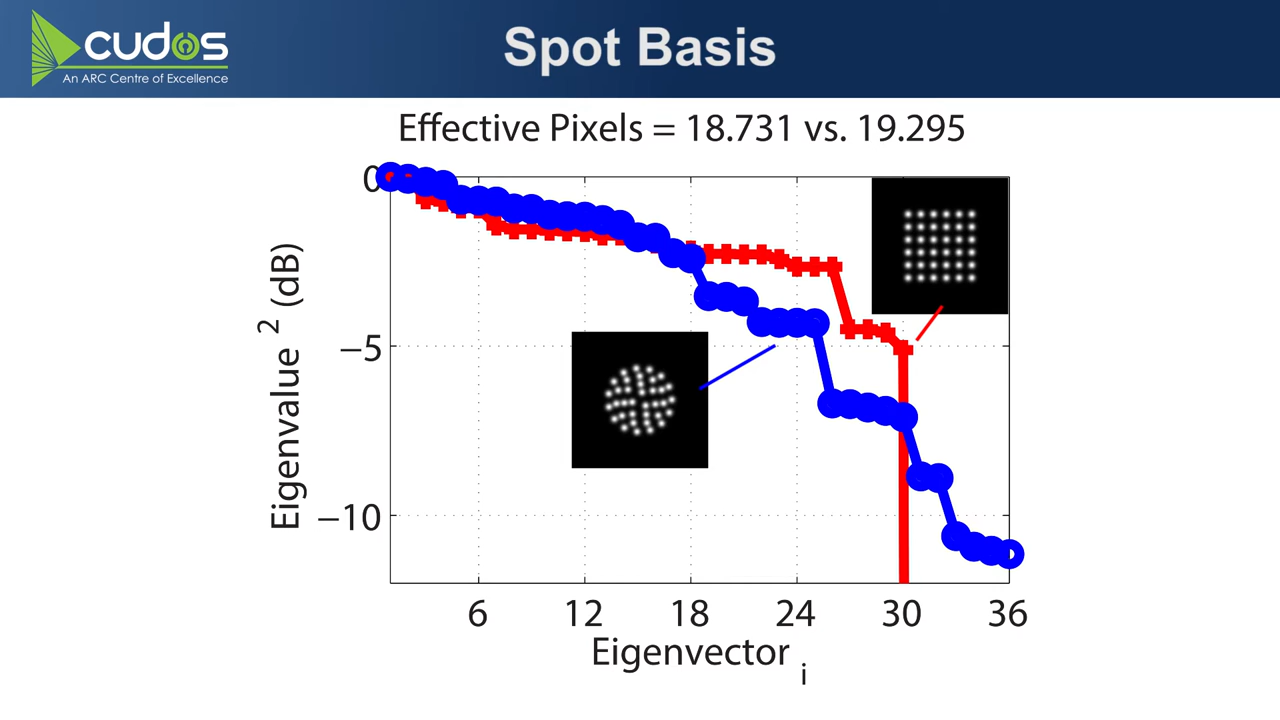 cudos
An ARC Centre of Excellence
Spot Basis
Effective Pixels = 18.731 vs. 19.295
Eigenvalue ² (dB)
0
−5
−10
6 12 18 24 30 36
Eigenvector i